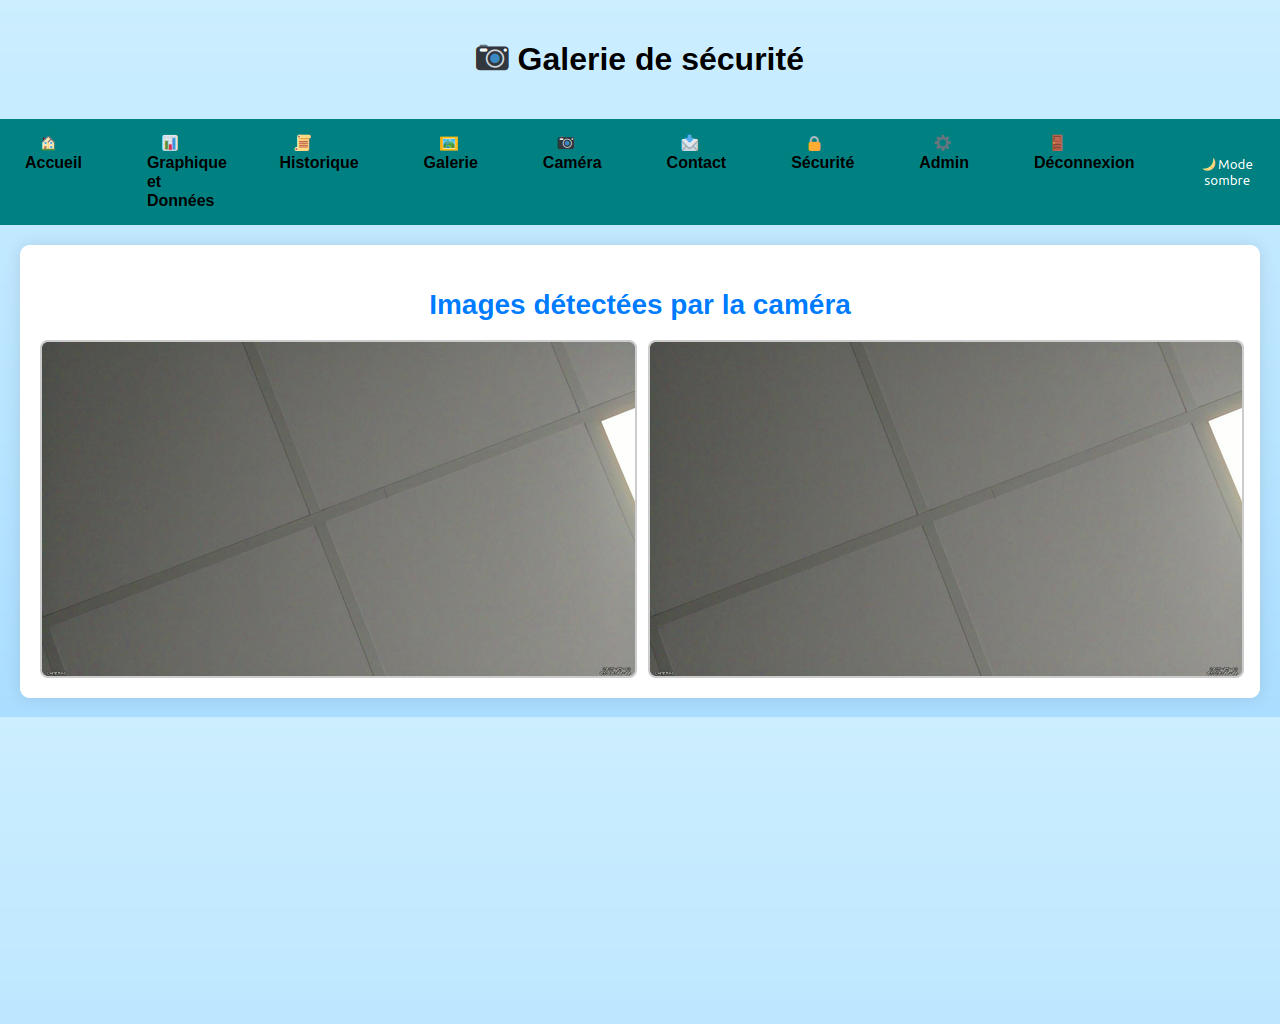 Galerie de sécurité
Accueil
Graphique
et
Données
Historique
Galerie
Caméra
Contact
Sécurité
Admin
Déconnexion
Mode
sombre
Images détectées par la caméra